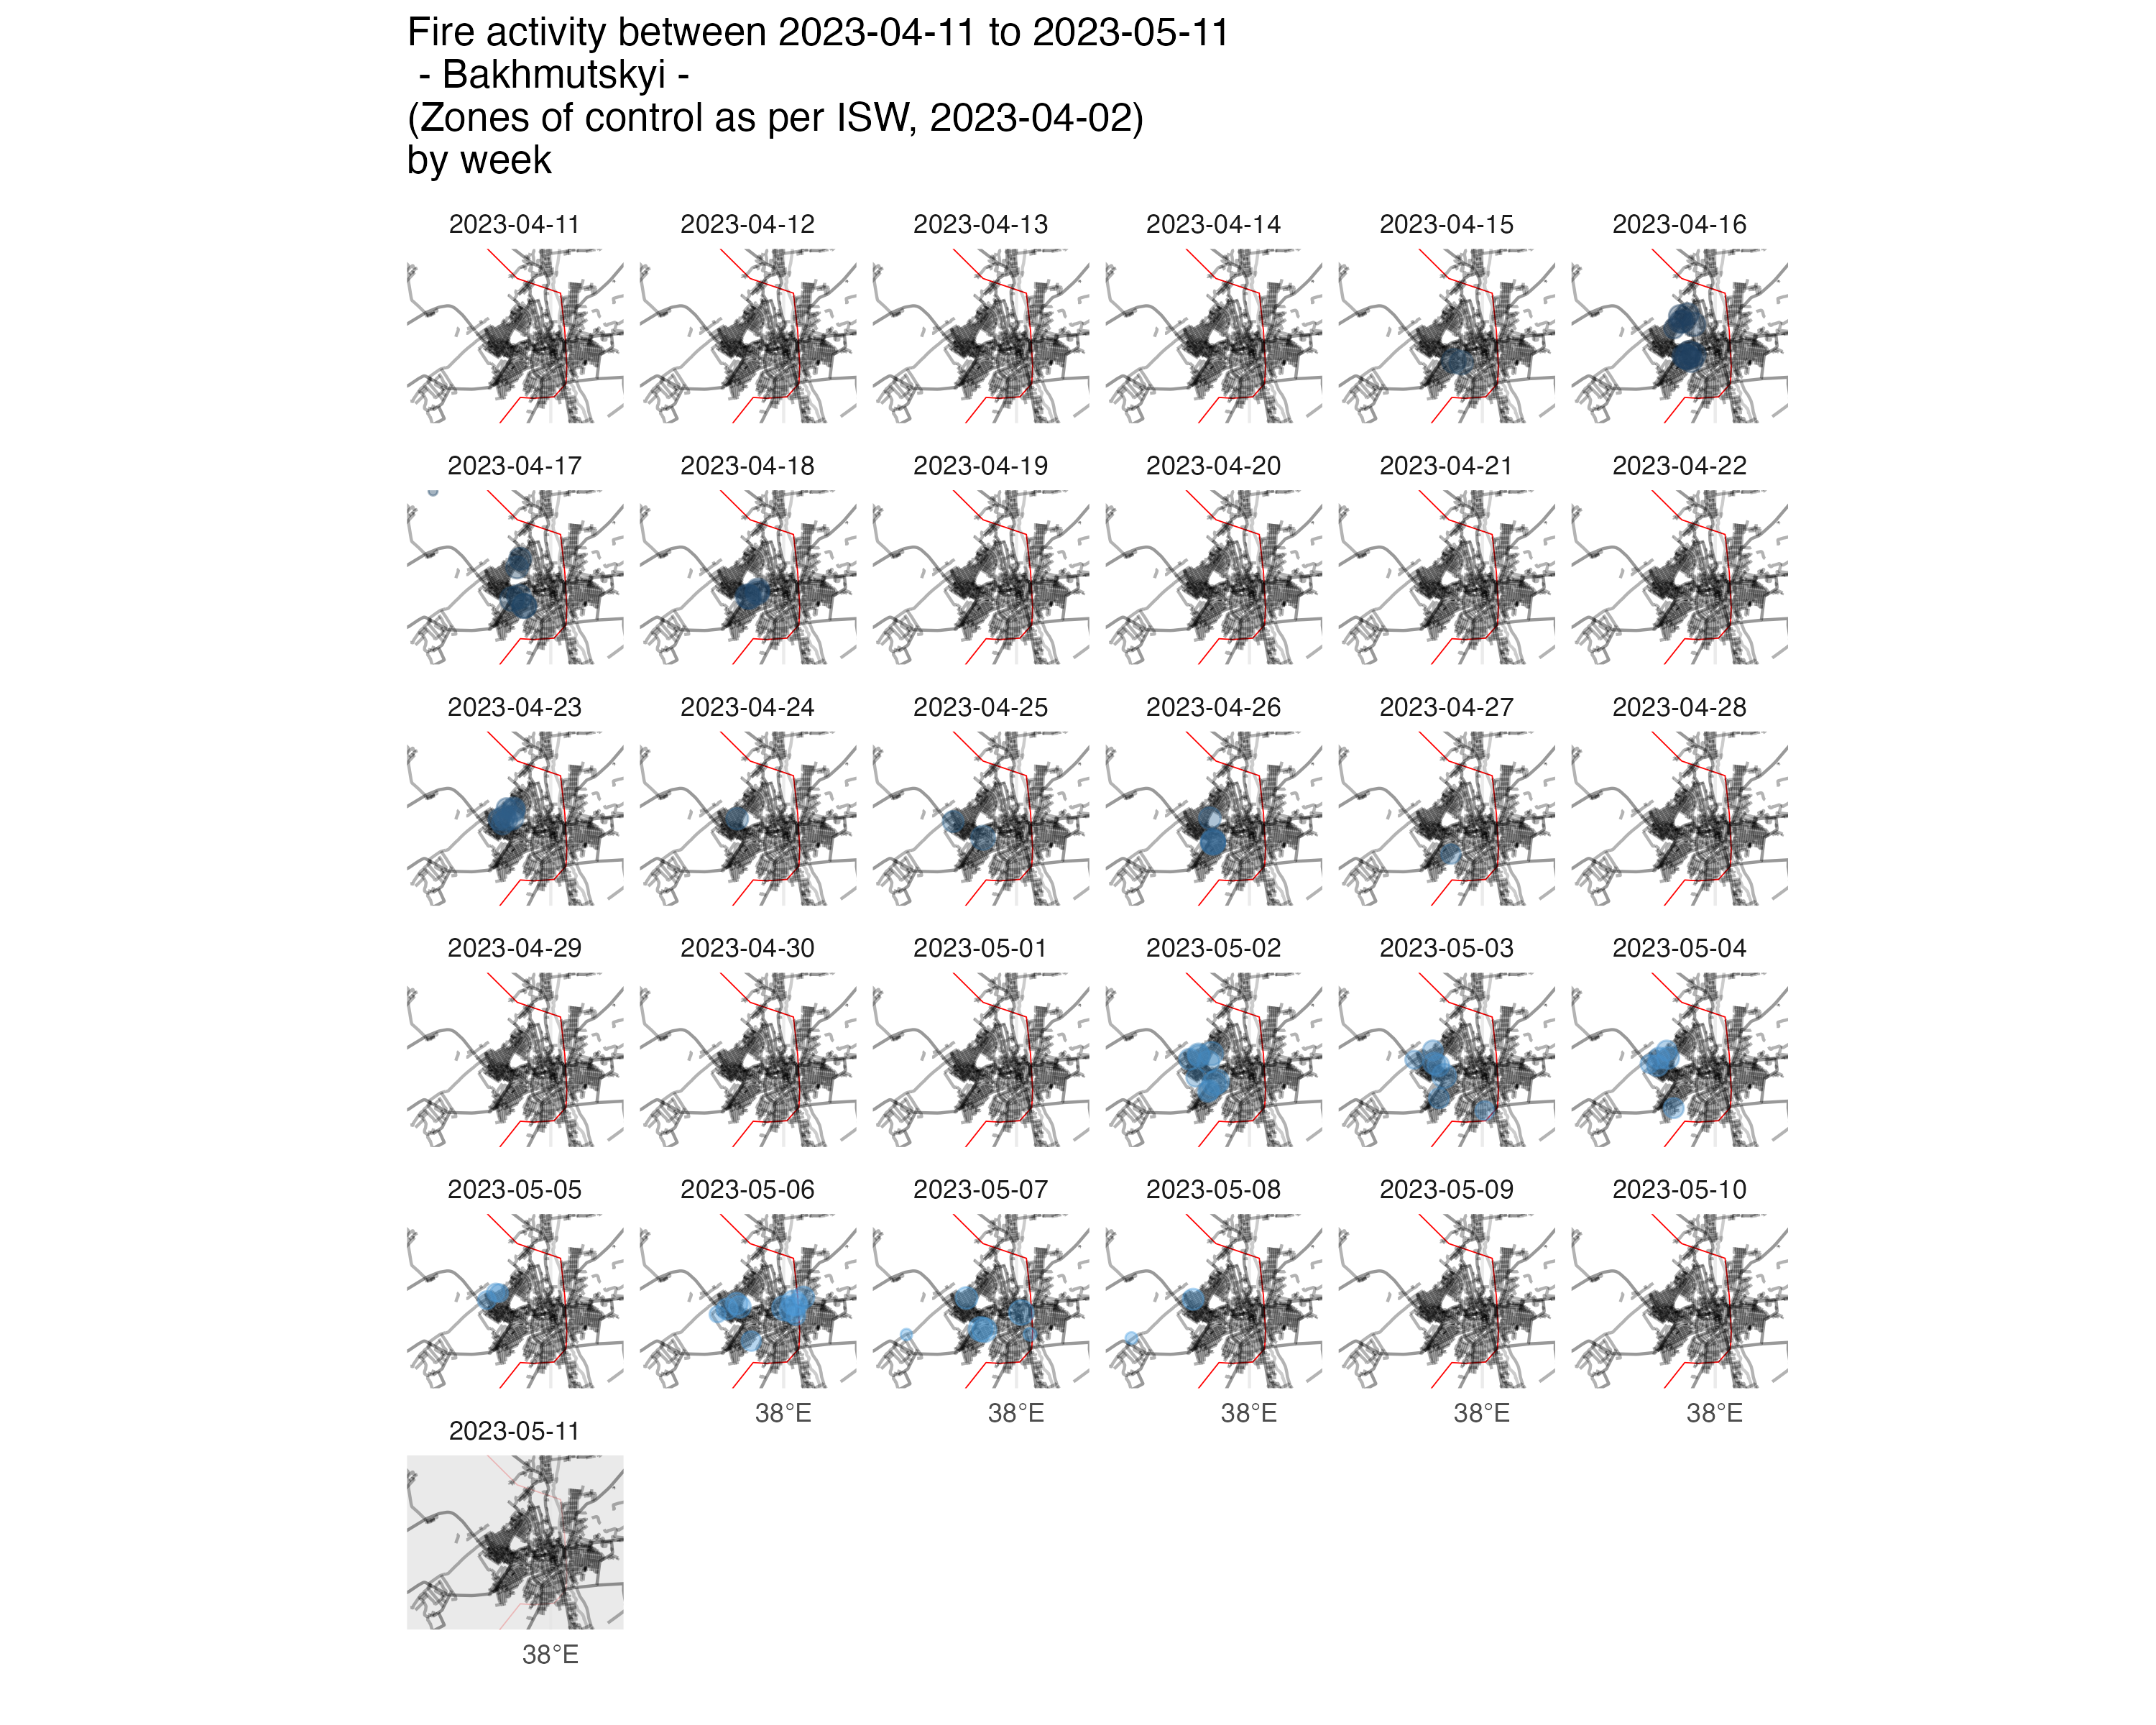 Fire activity between 2023-04-11 to 2023-05-11
- Bakhmutskyi -
(Zones of control as per ISW, 2023-04-02)
by week
2023-04-11 2023-04-12 2023-04-13 2023-04-14 2023-04-15 2023-04-16
2023-04-17 2023-04-18 2023-04-19 2023-04-20 2023-04-21 2023-04-22
2023-04-23 2023-04-24 2023-04-25 2023-04-26 2023-04-27 2023-04-28
2023-04-29 2023-04-30 2023-05-01 2023-05-02 2023-05-03 2023-05-04
2023-05-05 2023-05-06 2023-05-07 2023-05-08 2023-05-09 2023-05-10
38°E 38°E 38°E 38°E 38°E
2023-05-11
38°E